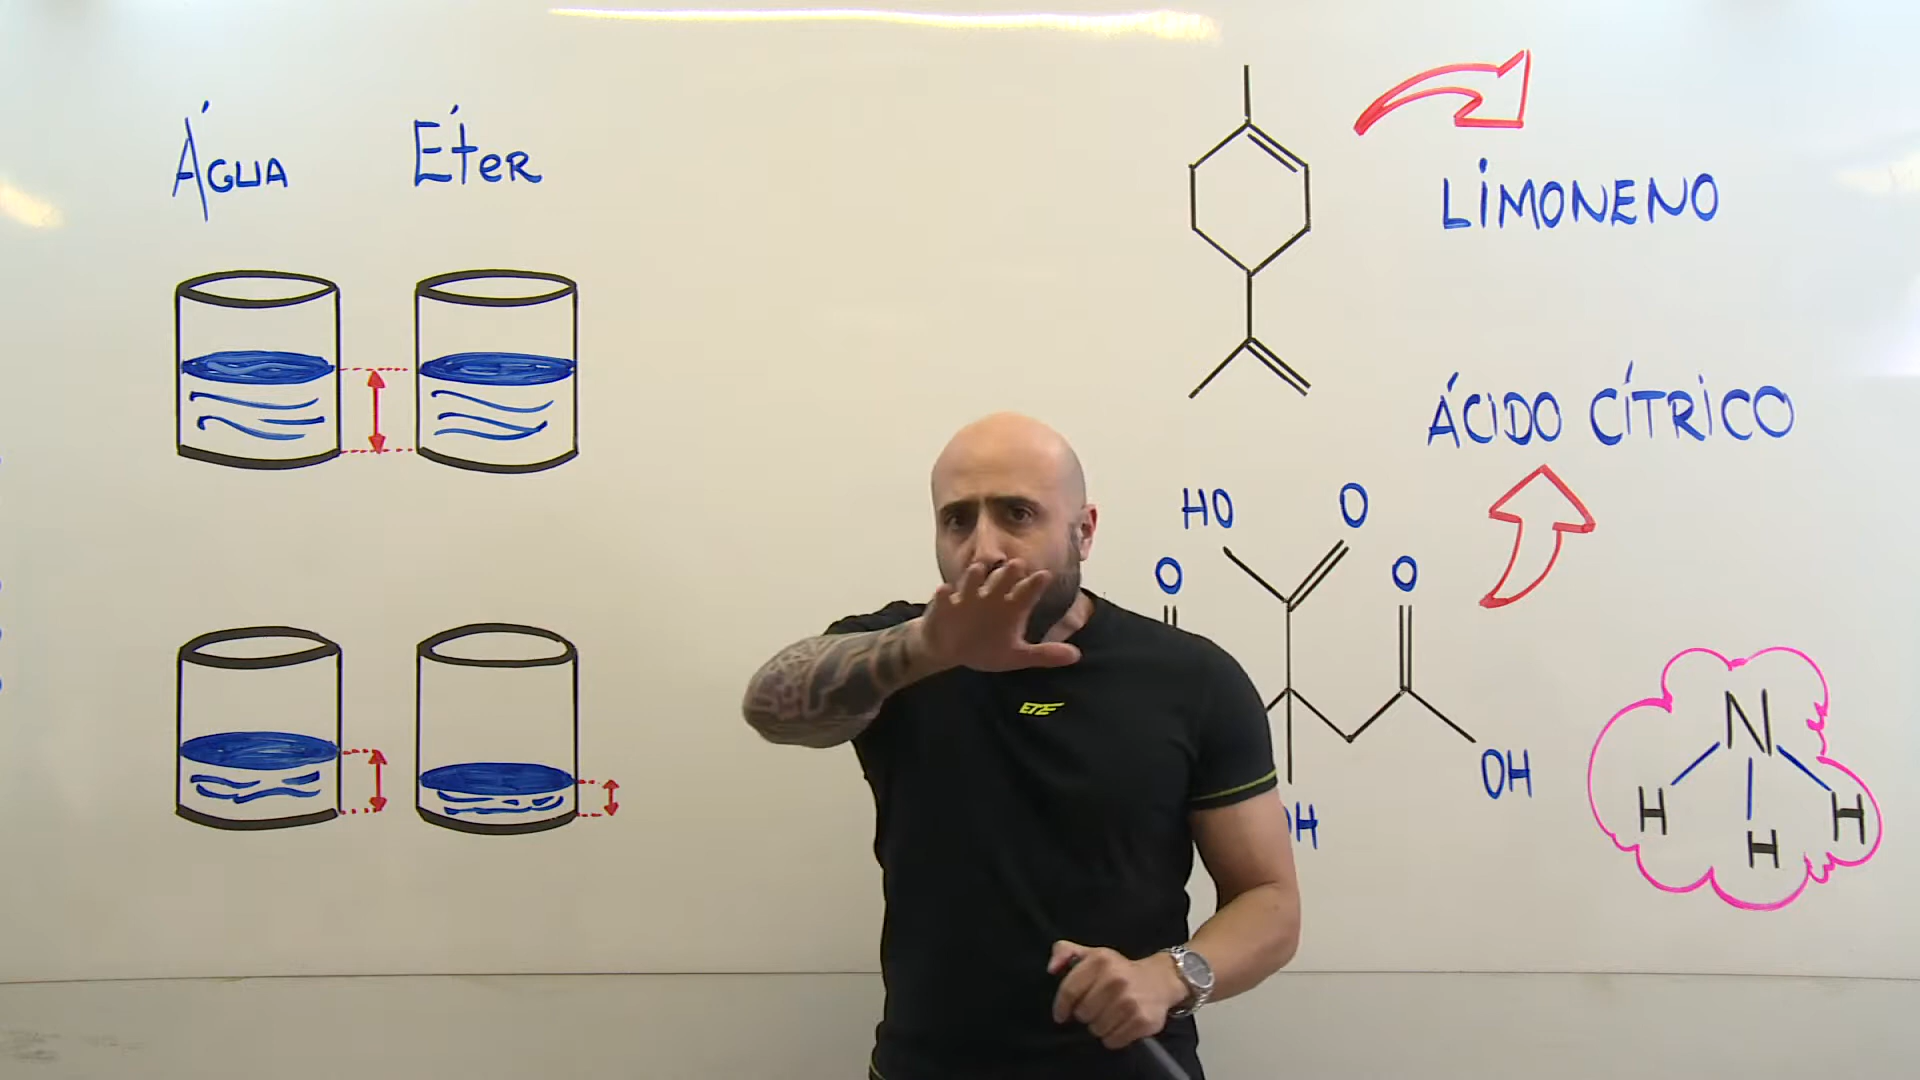 Água
Éter
LIMONENO
ÁCIDO CÍTRICO
HO
O
O
O
OH
H
N
H
H
H
ETE